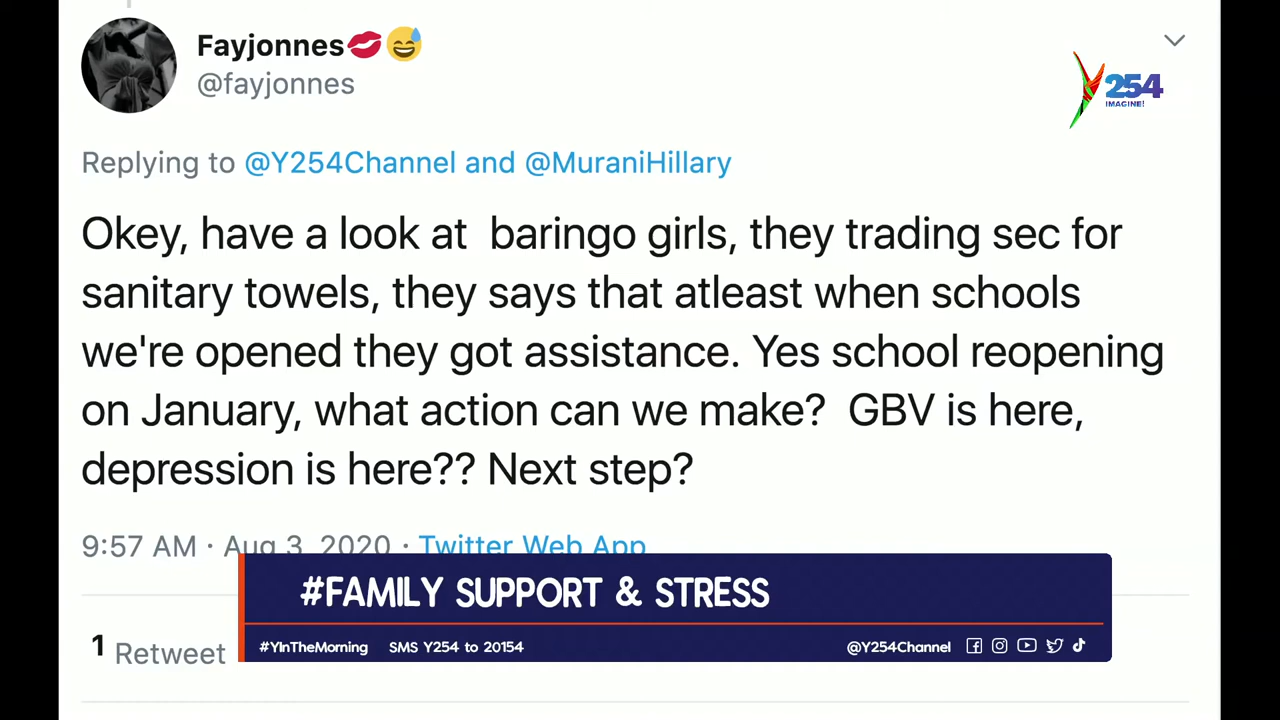 Fayjonnes💋😅
@fayjonnes
Y254
IMAGINE!
Replying to @Y254Channel and @MuraniHillary
Okey, have a look at  baringo girls, they trading sec for
sanitary towels, they says that atleast when schools
we're opened they got assistance. Yes school reopening
on January, what action can we make?  GBV is here,
depression is here?? Next step?
9:57 AM · Aug 3, 2020 · Twitter Web App
#FAMILY SUPPORT & STRESS
1 Retweet
#YInTheMorning SMS Y254 to 20154 @Y254Channel